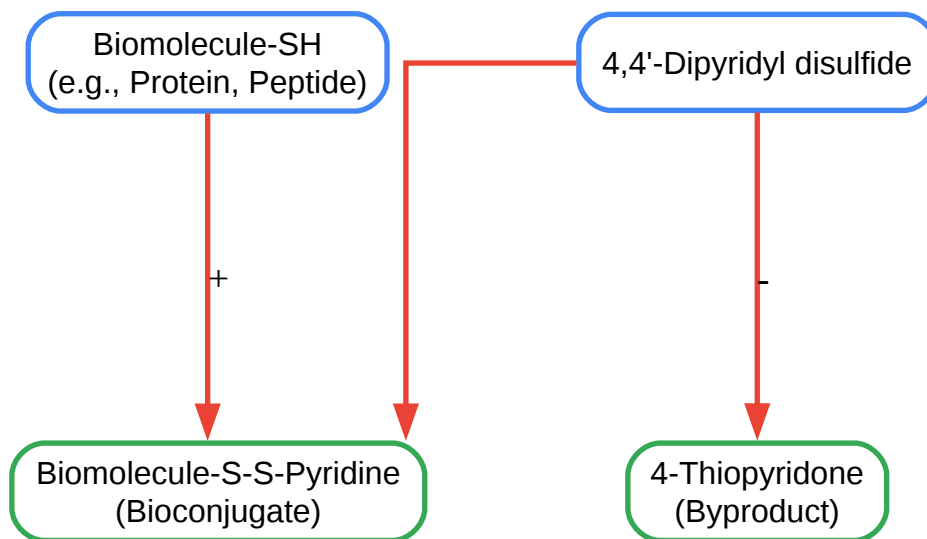 Biomolecule-SH
(e.g., Protein, Peptide)
4,4'-Dipyridyl disulfide
+
-
Biomolecule-S-S-Pyridine
(Bioconjugate)
4-Thiopyridone
(Byproduct)